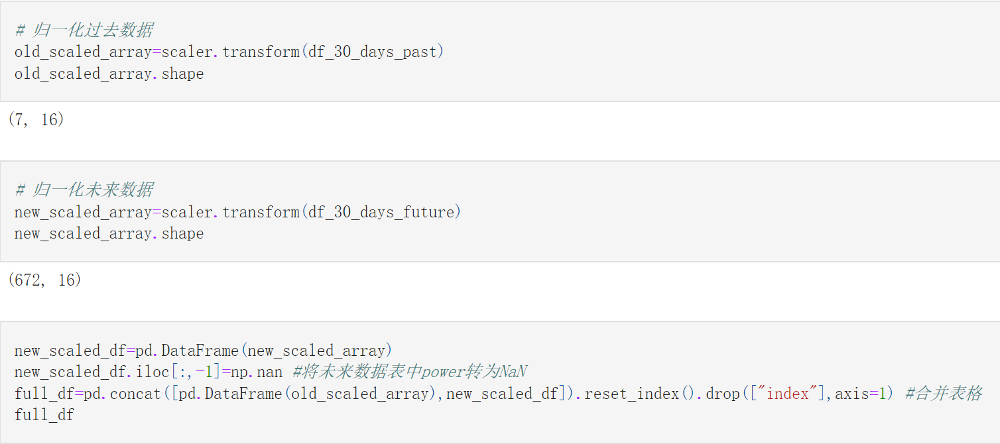 # 归一化过去数据
old_scaled_array=scaler.transform(df_30_days_past)
old_scaled_array.shape
(7, 16)
# 归一化未来数据
new_scaled_array=scaler.transform(df_30_days_future)
new_scaled_array.shape
(672, 16)
new_scaled_df=pd.DataFrame(new_scaled_array)
new_scaled_df.iloc[:,-1]=np.nan #将未来数据表中power转为NaN
full_df=pd.concat([pd.DataFrame(old_scaled_array),new_scaled_df]).reset_index().drop(["index"],axis=1) #合并表格
full_df